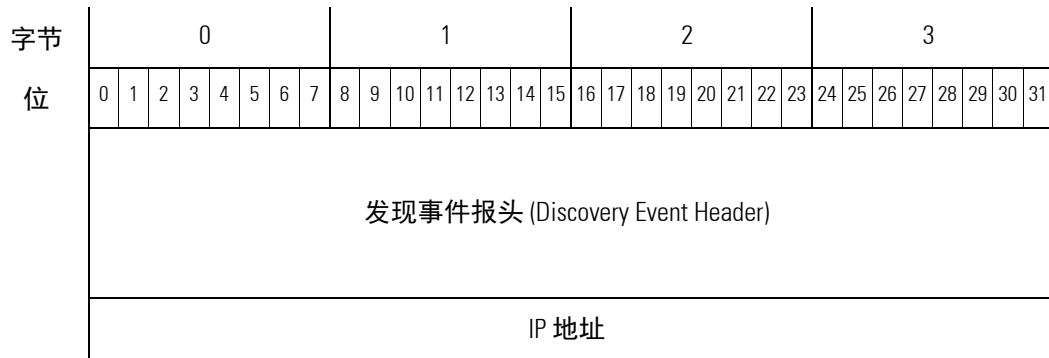 字节 0 1 2 3
位 0 1 2 3 4 5 6 7 8 9 10 11 12 13 14 15 16 17 18 19 20 21 22 23 24 25 26 27 28 29 30 31
发现事件报头 (Discovery Event Header)
IP 地址